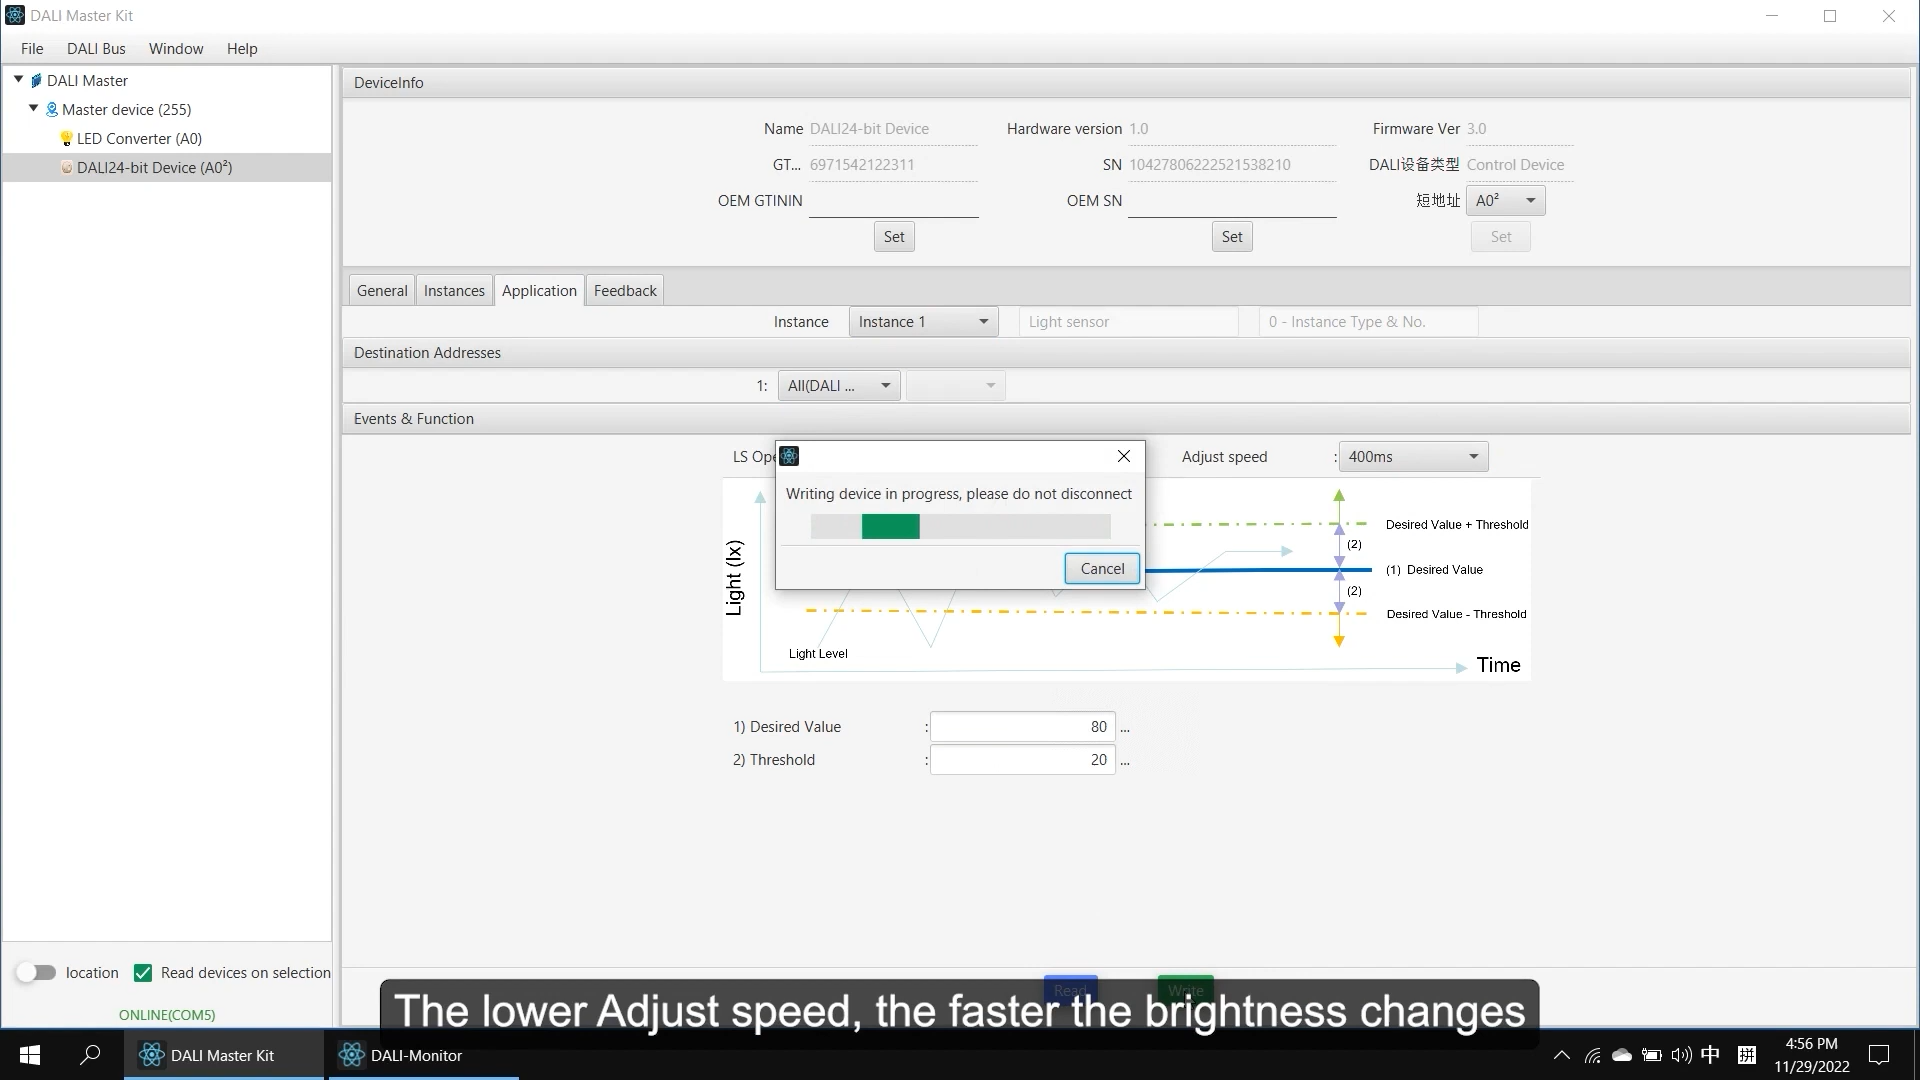 DALI Master Kit
File DALI Bus Window Help
DALI Master
Master device (255)
LED Converter (A0)
DALI24-bit Device (A0²)
DeviceInfo
Name DALI24-bit Device Hardware version 1.0 Firmware Ver 3.0
GT... 6971542122311 SN 10427806222521538210 DALI设备类型 Control Device
OEM GTININ OEM SN 短地址 A0²
Set Set Set
General Instances Application Feedback
Instance Instance 1 Light sensor 0 - Instance Type & No.
Destination Addresses
1: All(DALI ...
Events & Function
LS Ope Adjust speed : 400ms
Writing device in progress, please do not disconnect
Cancel
Light (lx)
Desired Value + Threshold
(2)
(1) Desired Value
(2)
Desired Value - Threshold
Light Level
Time
1) Desired Value : 80 ...
2) Threshold : 20 ...
location Read devices on selection
ONLINE(COM5)
Read Write
The lower Adjust speed, the faster the brightness changes
DALI Master Kit DALI-Monitor
中 拼
4:56 PM
11/29/2022